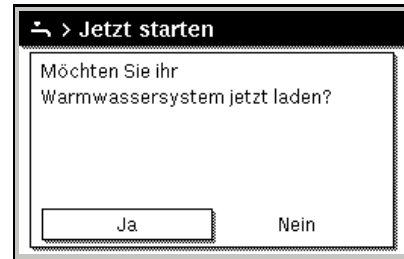 > Jetzt starten
Möchten Sie ihr
Warmwassersystem jetzt laden?
Ja Nein